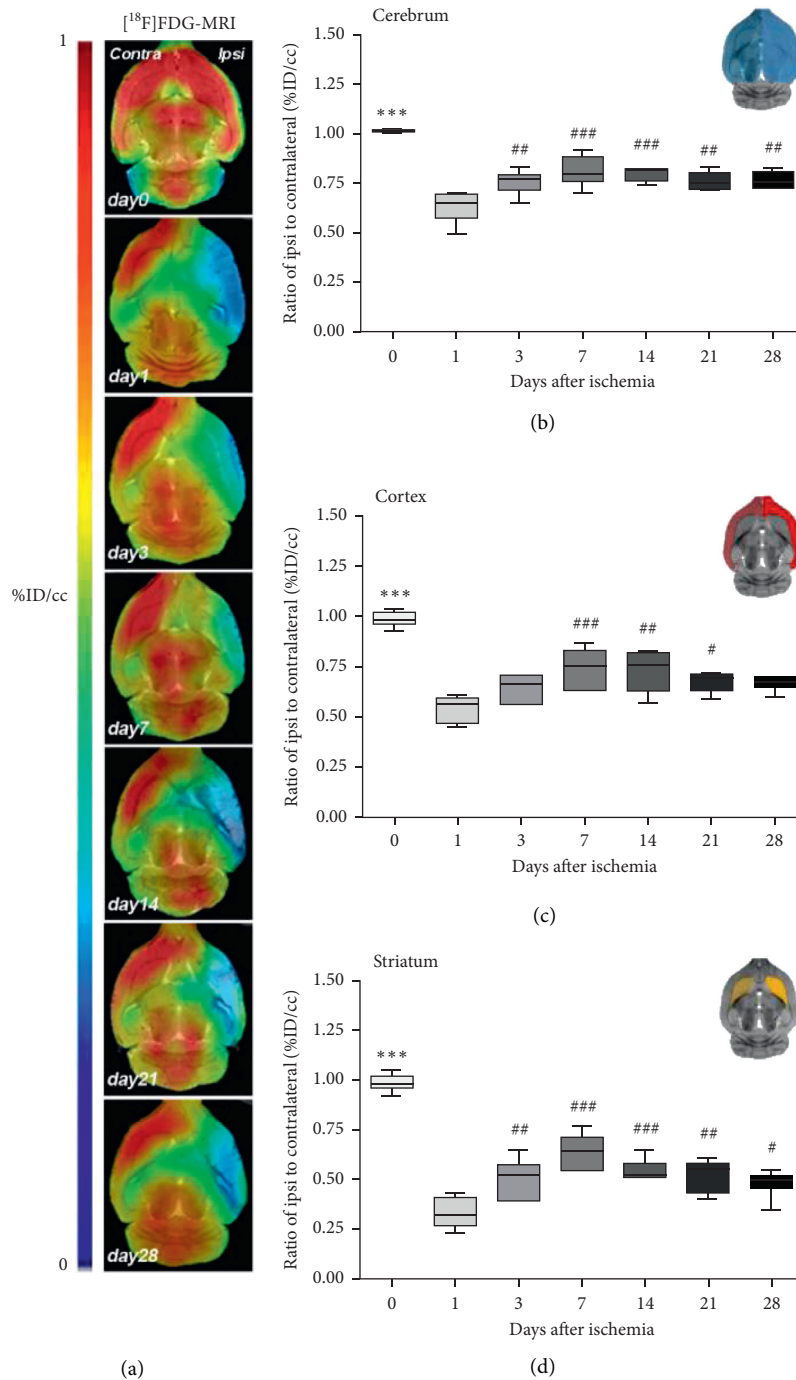 [¹⁸F]FDG-MRI
1
%ID/cc
0
Contra Ipsi
day0
day1
day3
day7
day14
day21
day28
(a)
Cerebrum
Ratio of ipsi to contralateral (%ID/cc)
1.50
1.25
1.00
0.75
0.50
0.25
0.00
***
##
###
###
##
##
0 1 3 7 14 21 28
Days after ischemia
(b)
Cortex
Ratio of ipsi to contralateral (%ID/cc)
1.50
1.25
1.00
0.75
0.50
0.25
0.00
***
###
##
#
0 1 3 7 14 21 28
Days after ischemia
(c)
Striatum
Ratio of ipsi to contralateral (%ID/cc)
1.50
1.25
1.00
0.75
0.50
0.25
0.00
***
##
###
###
##
#
0 1 3 7 14 21 28
Days after ischemia
(d)